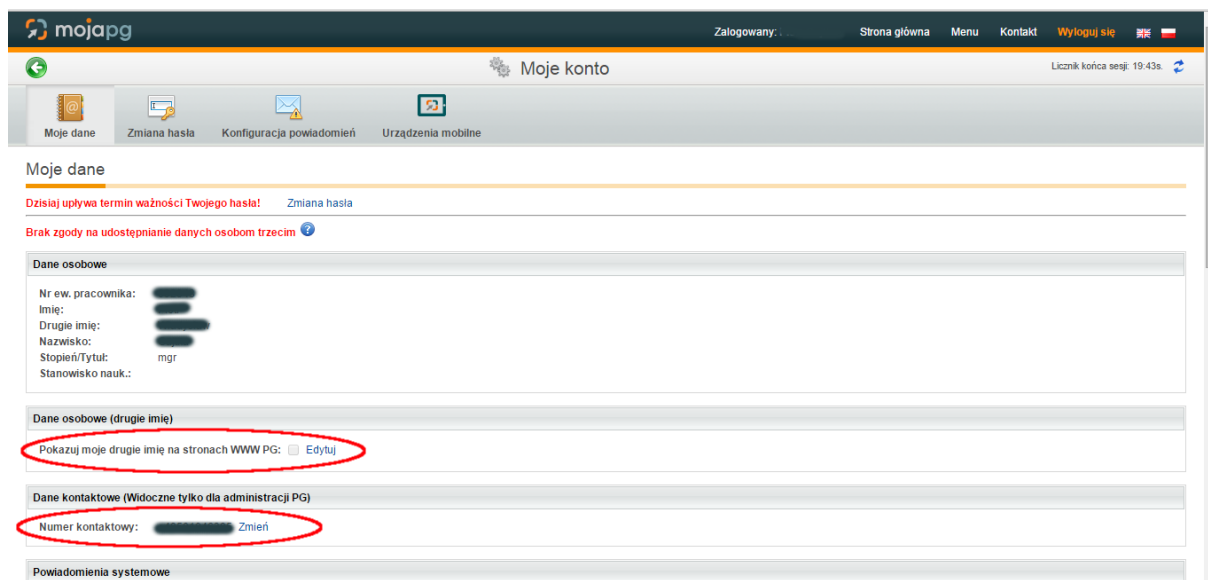 mojapg
Zalogowany: Strona główna Menu Kontakt Wyloguj się
Moje konto
Licznik końca sesji: 19:43s.
Moje dane Zmiana hasła Konfiguracja powiadomień Urządzenia mobilne
Moje dane
Dzisiaj upływa termin ważności Twojego hasła! Zmiana hasła
Brak zgody na udostępnianie danych osobom trzecim
Dane osobowe
Nr ew. pracownika:
Imię:
Drugie imię:
Nazwisko:
Stopień/Tytuł: mgr
Stanowisko nauk.:
Dane osobowe (drugie imię)
Pokazuj moje drugie imię na stronach WWW PG: Edytuj
Dane kontaktowe (Widoczne tylko dla administracji PG)
Numer kontaktowy: Zmień
Powiadomienia systemowe